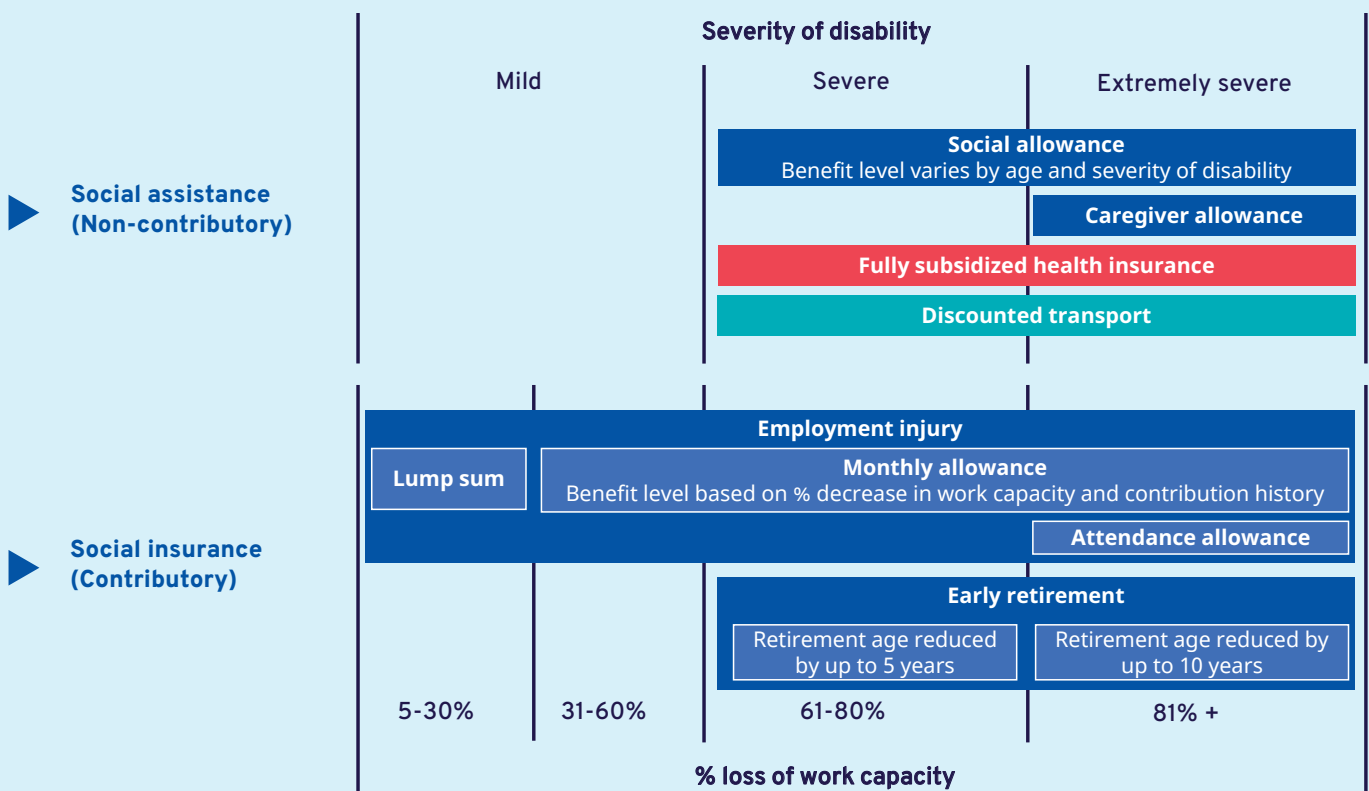 Severity of disability
Mild
Severe
Extremely severe
Social assistance
(Non-contributory)
Social allowance
Benefit level varies by age and severity of disability
Caregiver allowance
Fully subsidized health insurance
Discounted transport
Social insurance
(Contributory)
Employment injury
Lump sum
Monthly allowance
Benefit level based on % decrease in work capacity and contribution history
Attendance allowance
Early retirement
Retirement age reduced
by up to 5 years
Retirement age reduced by
up to 10 years
5-30%
31-60%
61-80%
81% +
% loss of work capacity